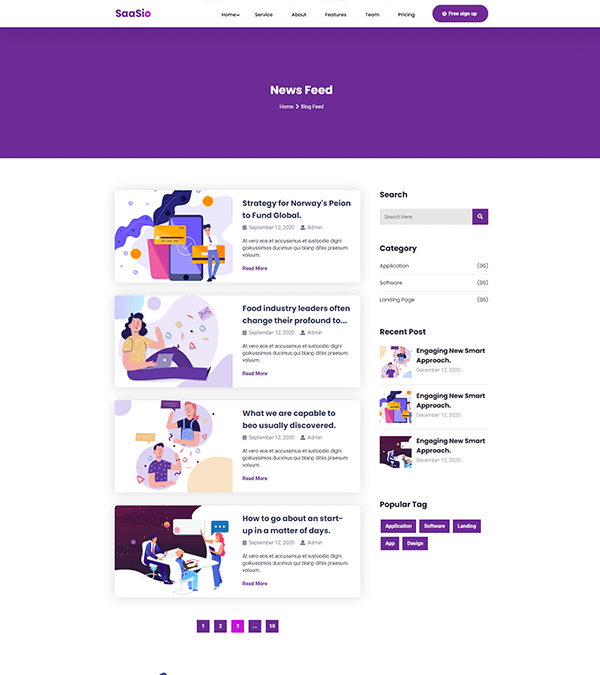 SaaSio
Home Service About Features Team Pricing Free sign up
News Feed
Home Blog Feed
Strategy for Norway's Peion
to Fund Global.
September 12, 2020 Admin
At vero eos et accusamus et iustoodio digni
goikussimos ducimus qui blanp ditiis praesum
voluum.
Read More
Food industry leaders often
change their profound to...
September 12, 2020 Admin
At vero eos et accusamus et iustoodio digni
goikussimos ducimus qui blanp ditiis praesum
voluum.
Read More
What we are capable to
beo usually discovered.
September 12, 2020 Admin
At vero eos et accusamus et iustoodio digni
goikussimos ducimus qui blanp ditiis praesum
voluum.
Read More
How to go about an start-
up in a matter of days.
September 12, 2020 Admin
At vero eos et accusamus et iustoodio digni
goikussimos ducimus qui blanp ditiis praesum
voluum.
Read More
1 2 3 ... 10
Search
Search Here
Category
Application (06)
Software (06)
Landing Page (06)
Recent Post
Engaging New Smart
Approach.
December 12, 2020
Engaging New Smart
Approach.
December 12, 2020
Engaging New Smart
Approach.
December 12, 2020
Popular Tag
Application Software Landing
App Design